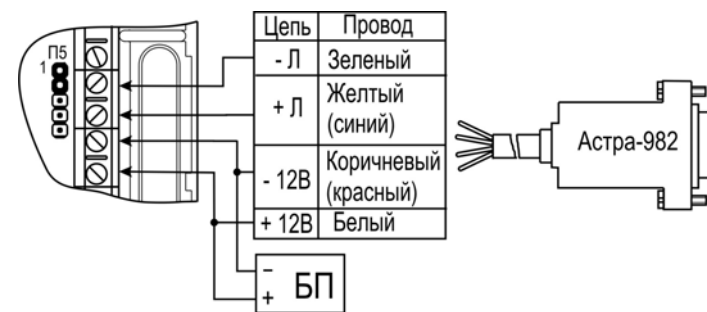 П5
1
Цепь Провод
- Л Зеленый
+ Л Желтый
(синий)
- 12В Коричневый
(красный)
+ 12В Белый
–
+ БП
Астра-982